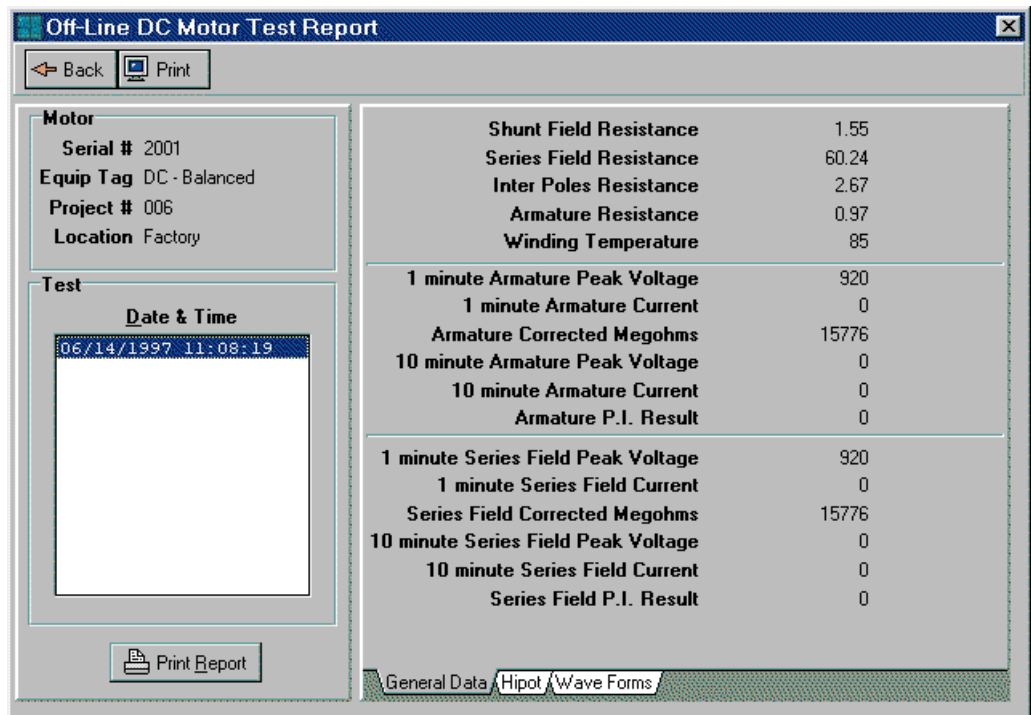 Off-Line DC Motor Test Report
Back Print
Motor
Serial # 2001
Equip Tag DC - Balanced
Project # 006
Location Factory
Test
Date & Time
06/14/1997 11:08:19
Print Report
Shunt Field Resistance 1.55
Series Field Resistance 60.24
Inter Poles Resistance 2.67
Armature Resistance 0.97
Winding Temperature 85
1 minute Armature Peak Voltage 920
1 minute Armature Current 0
Armature Corrected Megohms 15776
10 minute Armature Peak Voltage 0
10 minute Armature Current 0
Armature P.I. Result 0
1 minute Series Field Peak Voltage 920
1 minute Series Field Current 0
Series Field Corrected Megohms 15776
10 minute Series Field Peak Voltage 0
10 minute Series Field Current 0
Series Field P.I. Result 0
General Data Hipot Wave Forms